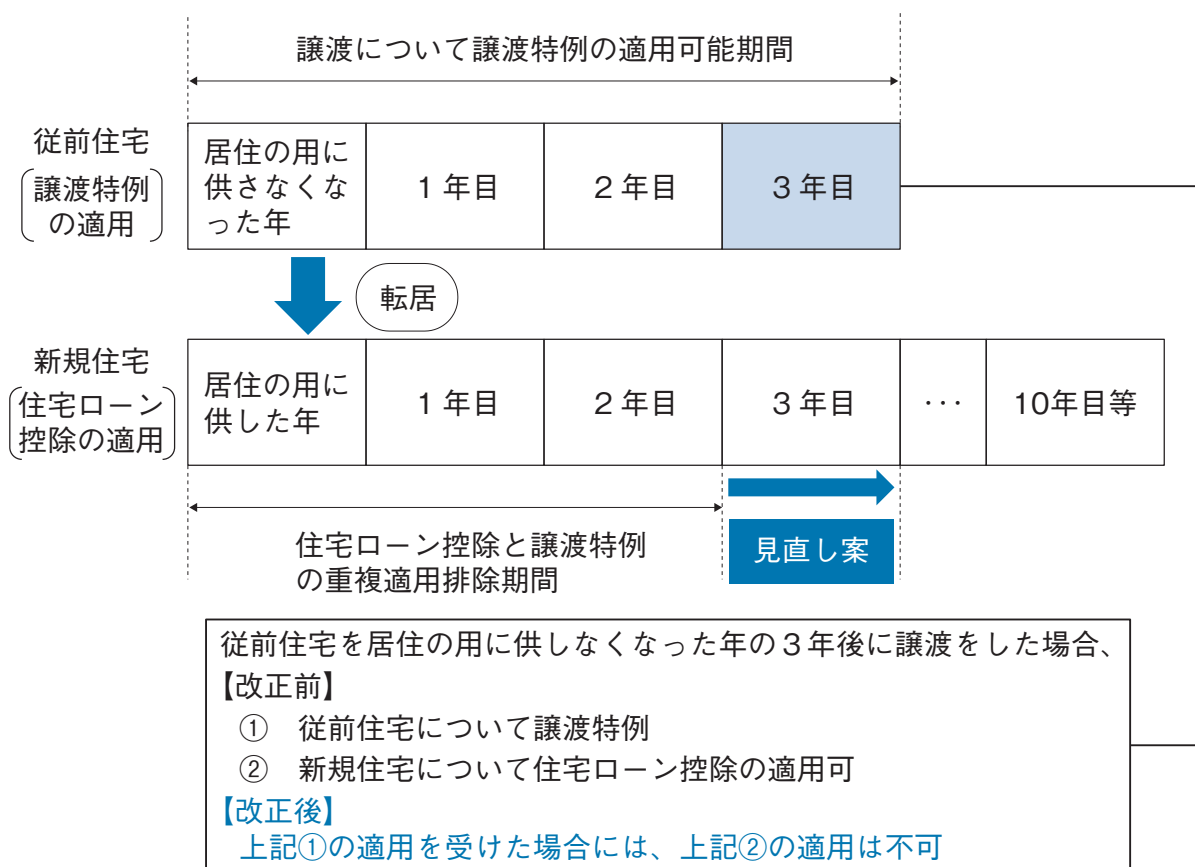 譲渡について譲渡特例の適用可能期間
従前住宅
譲渡特例
の適用
居住の用に
供さなくな
った年
1年目
2年目
3年目
転居
新規住宅
住宅ローン
控除の適用
居住の用に
供した年
1年目
2年目
3年目
･･･
10年目等
住宅ローン控除と譲渡特例
の重複適用排除期間
見直し案
従前住宅を居住の用に供しなくなった年の3年後に譲渡をした場合、
【改正前】
① 従前住宅について譲渡特例
② 新規住宅について住宅ローン控除の適用可
【改正後】
上記①の適用を受けた場合には、上記②の適用は不可